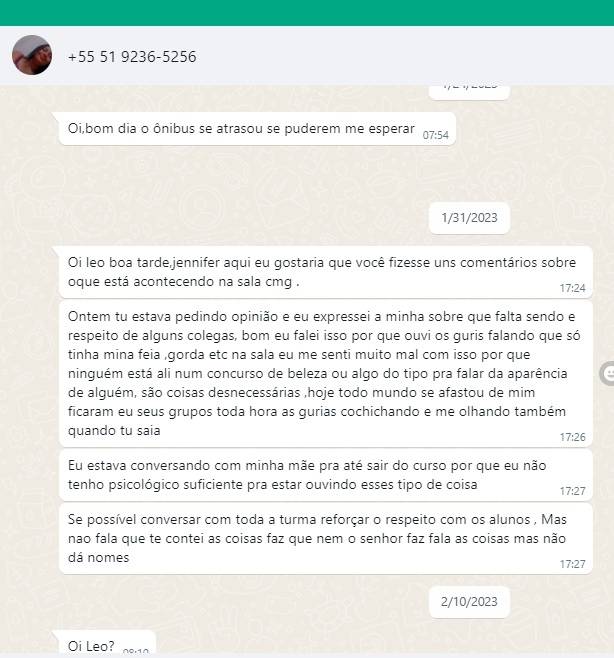 +55 51 9236-5256
Oi,bom dia o ônibus se atrasou se puderem me esperar 07:54
1/31/2023
Oi leo boa tarde,jennifer aqui eu gostaria que você fizesse uns comentários sobre
oque está acontecendo na sala cmg .
17:24
Ontem tu estava pedindo opinião e eu expressei a minha sobre que falta sendo e
respeito de alguns colegas, bom eu falei isso por que ouvi os guris falando que só
tinha mina feia ,gorda etc na sala eu me senti muito mal com isso por que
ninguém está ali num concurso de beleza ou algo do tipo pra falar da aparência
de alguém, são coisas desnecessárias ,hoje todo mundo se afastou de mim
ficaram eu seus grupos toda hora as gurias cochichando e me olhando também
quando tu saia
17:26
Eu estava conversando com minha mãe pra até sair do curso por que eu não
tenho psicológico suficiente pra estar ouvindo esses tipo de coisa
17:27
Se possível conversar com toda a turma reforçar o respeito com os alunos , Mas
nao fala que te contei as coisas faz que nem o senhor faz fala as coisas mas não
dá nomes
17:27
2/10/2023
Oi Leo?